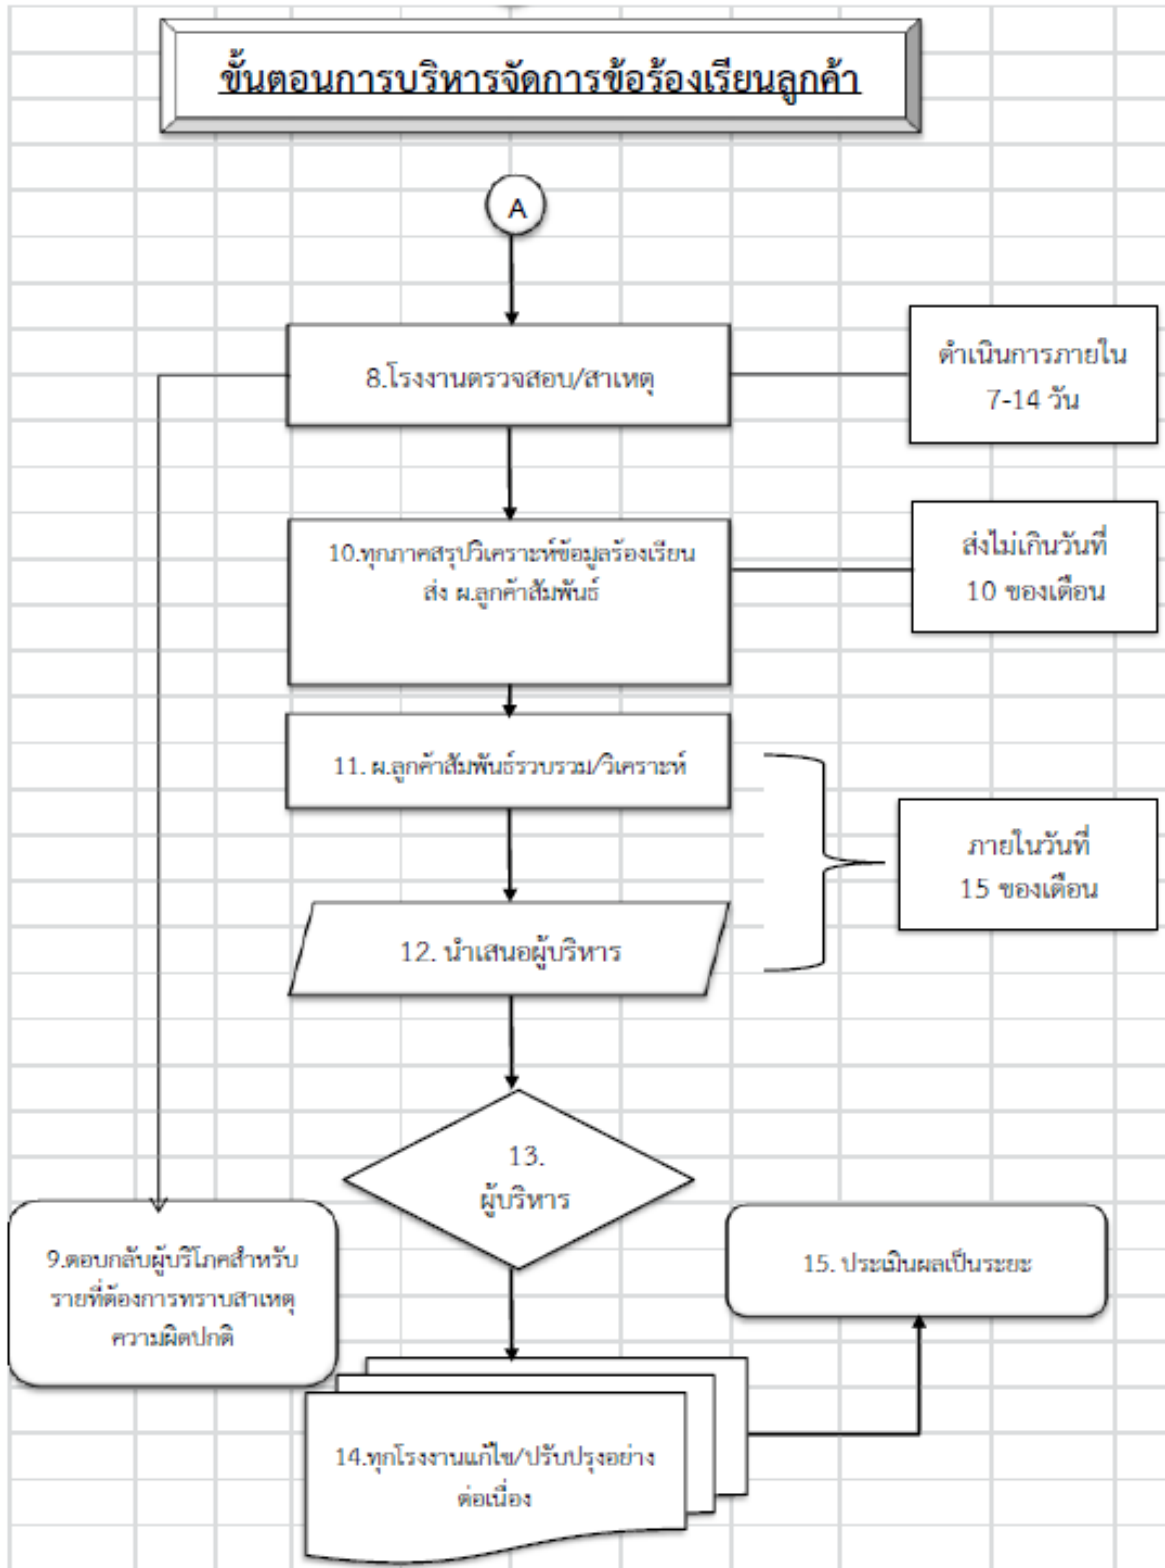 ขั้นตอนการบริหารจัดการข้อร้องเรียนลูกค้า
A
8.โรงงานตรวจสอบ/สาเหตุ
ดำเนินการภายใน
7-14 วัน
10.ทุกภาคสรุปวิเคราะห์ข้อมูลร้องเรียน
ส่ง ผ.ลูกค้าสัมพันธ์
ส่งไม่เกินวันที่
10 ของเดือน
11. ผ.ลูกค้าสัมพันธ์รวบรวม/วิเคราะห์
ภายในวันที่
15 ของเดือน
12. นำเสนอผู้บริหาร
13.
ผู้บริหาร
9.ตอบกลับผู้บริโภคสำหรับ
รายที่ต้องการทราบสาเหตุ
ความผิดปกติ
15. ประเมินผลเป็นระยะ
14.ทุกโรงงานแก้ไข/ปรับปรุงอย่าง
ต่อเนื่อง